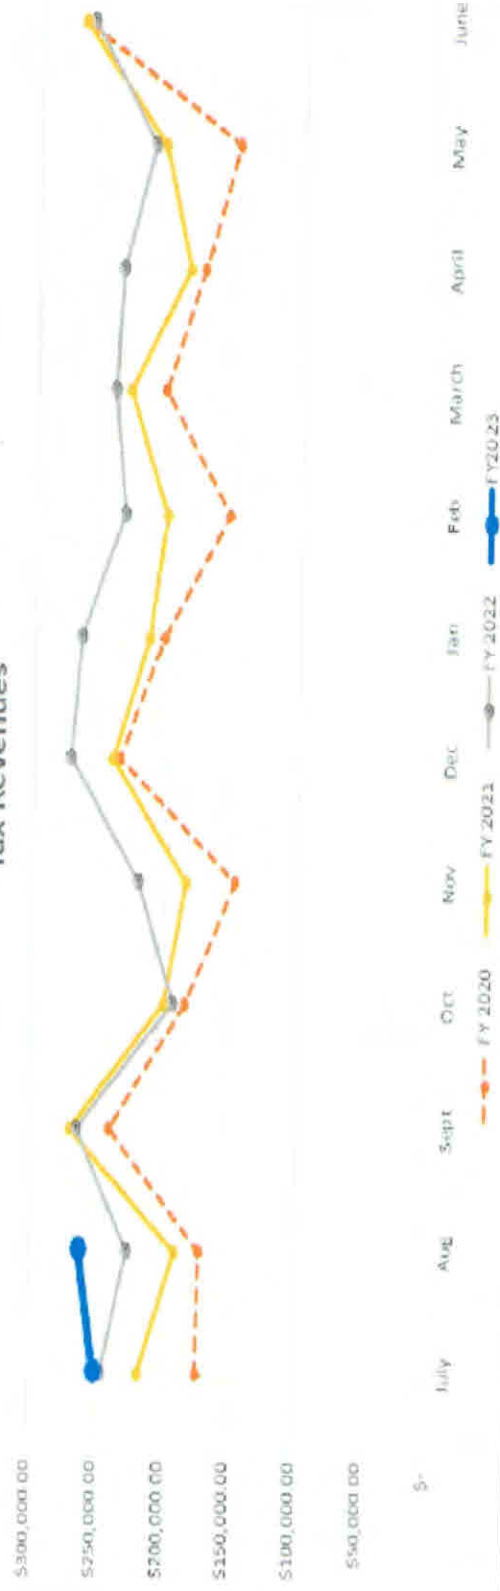 Tax Revenues
$300,000.00
$250,000.00
$200,000.00
$150,000.00
$100,000.00
$50,000.00
$-
July Aug Sept Oct Nov Dec Jan Feb March April May June
FY 2020 FY 2021 FY 2022 FY2023